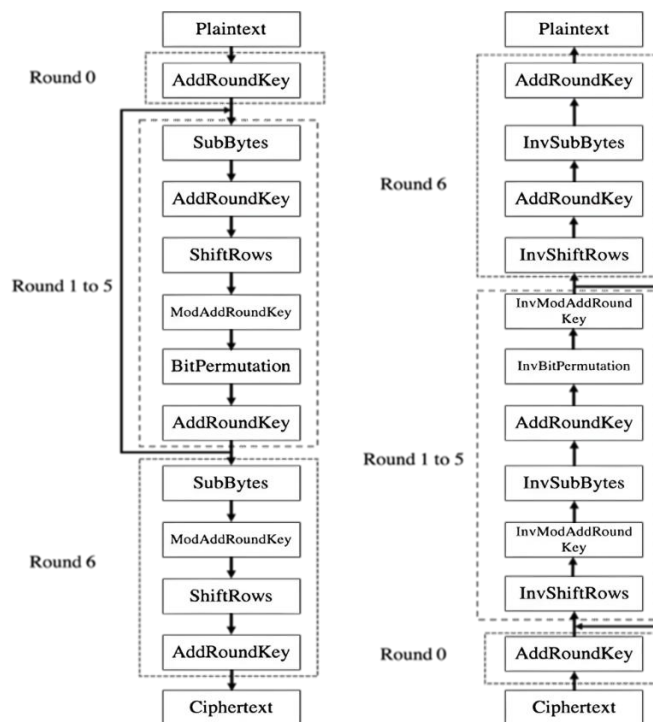 Plaintext
Round 0
AddRoundKey
SubBytes
AddRoundKey
ShiftRows
Round 1 to 5
ModAddRoundKey
BitPermutation
AddRoundKey
SubBytes
ModAddRoundKey
Round 6
ShiftRows
AddRoundKey
Ciphertext
Plaintext
AddRoundKey
InvSubBytes
Round 6
AddRoundKey
InvShiftRows
InvModAddRound
Key
InvBitPermutation
AddRoundKey
Round 1 to 5
InvSubBytes
InvModAddRound
Key
InvShiftRows
Round 0
AddRoundKey
Ciphertext